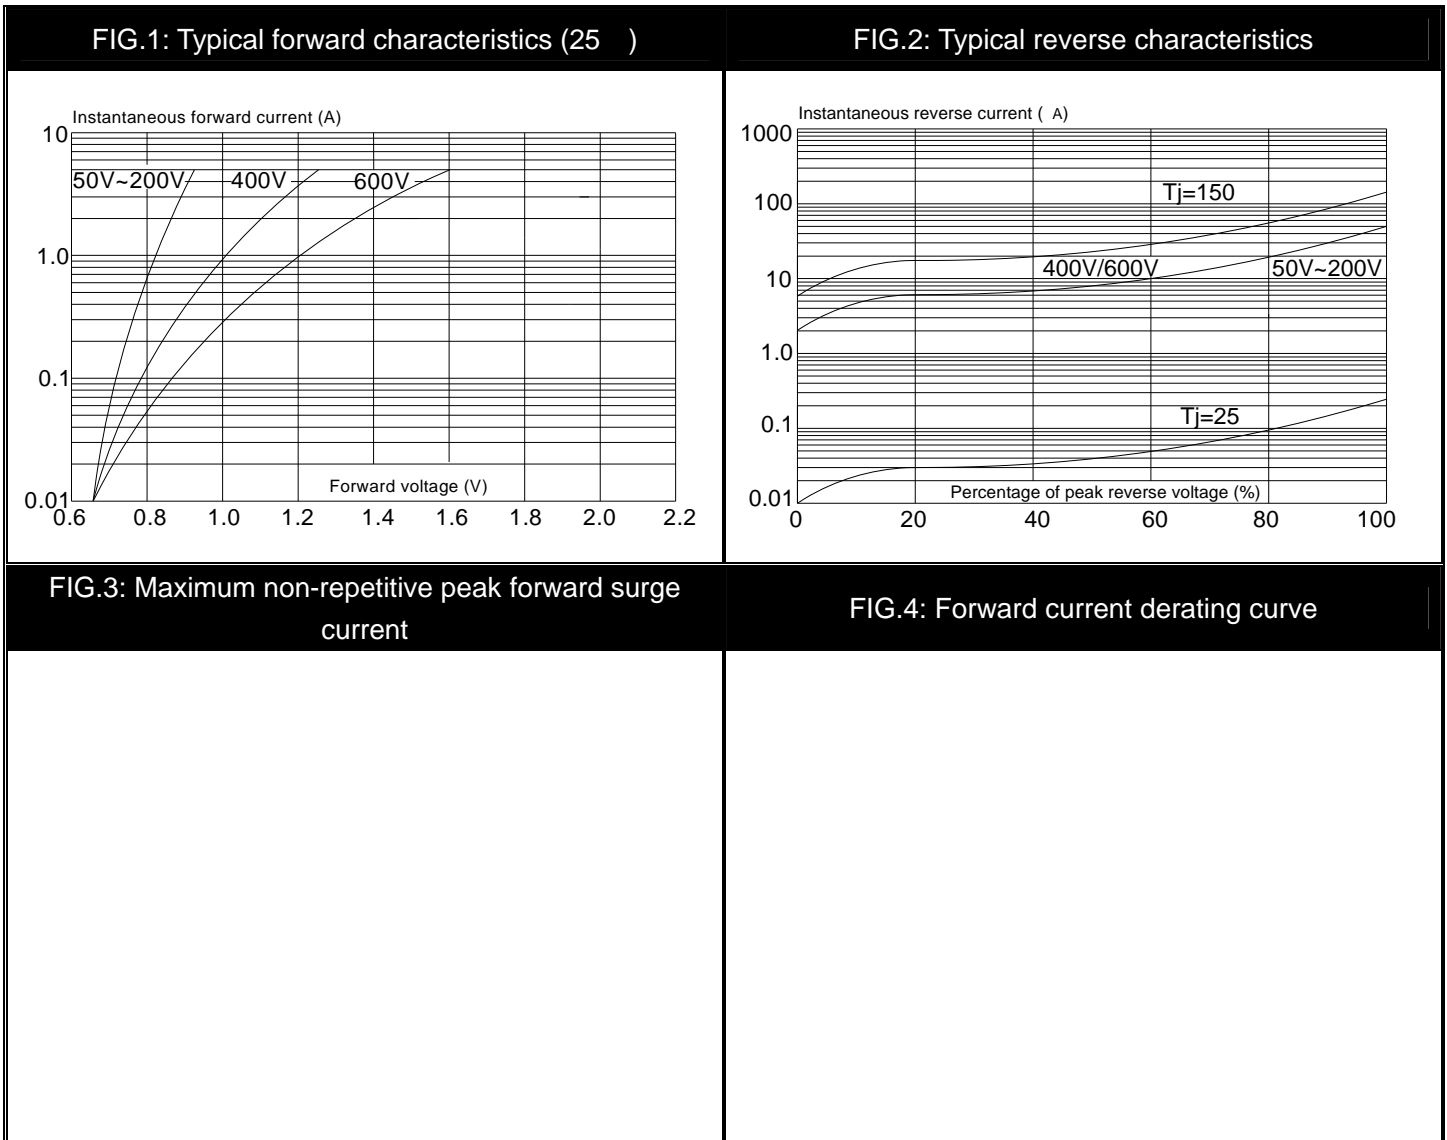 FIG.1: Typical forward characteristics (25 )
FIG.2: Typical reverse characteristics
Instantaneous forward current (A)
10
1.0
0.1
0.01
50V~200V
400V
600V
Forward voltage (V)
0.6 0.8 1.0 1.2 1.4 1.6 1.8 2.0 2.2
Instantaneous reverse current ( A)
1000
100
10
1.0
0.1
0.01
Tj=150
400V/600V
50V~200V
Tj=25
Percentage of peak reverse voltage (%)
0 20 40 60 80 100
FIG.3: Maximum non-repetitive peak forward surge
current
FIG.4: Forward current derating curve